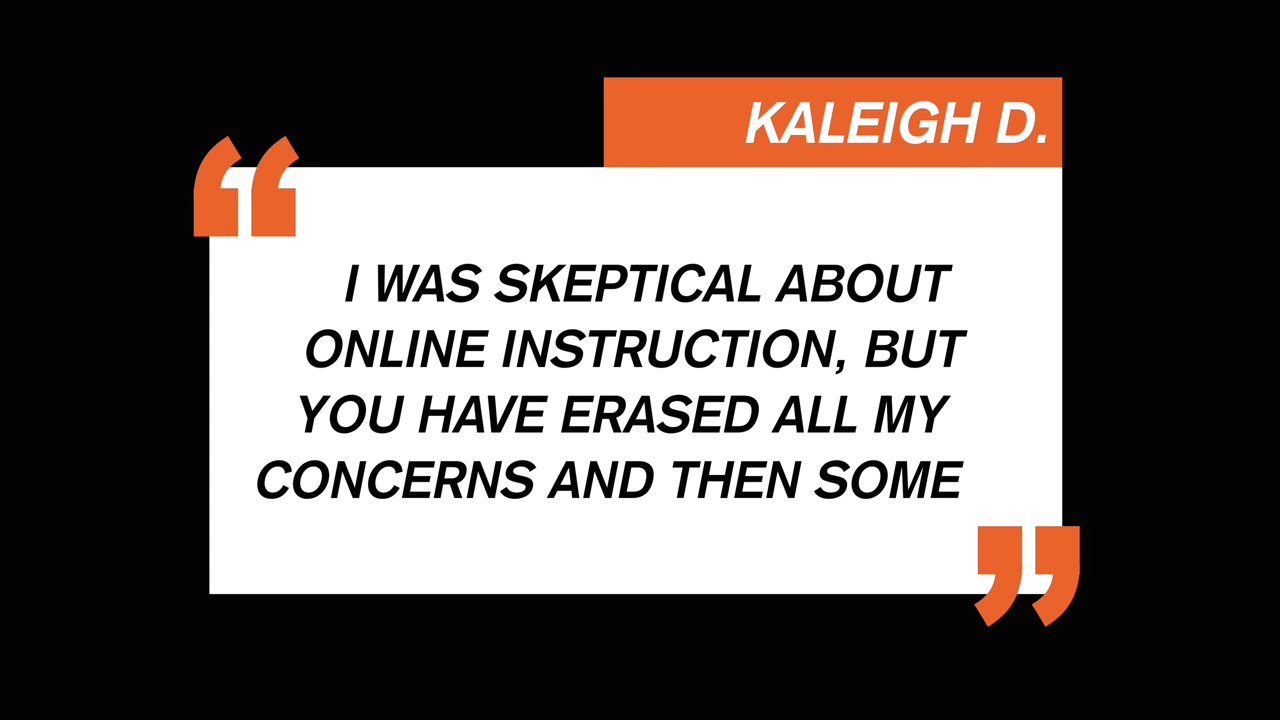 KALEIGH D.
“
I WAS SKEPTICAL ABOUT
ONLINE INSTRUCTION, BUT
YOU HAVE ERASED ALL MY
CONCERNS AND THEN SOME
”